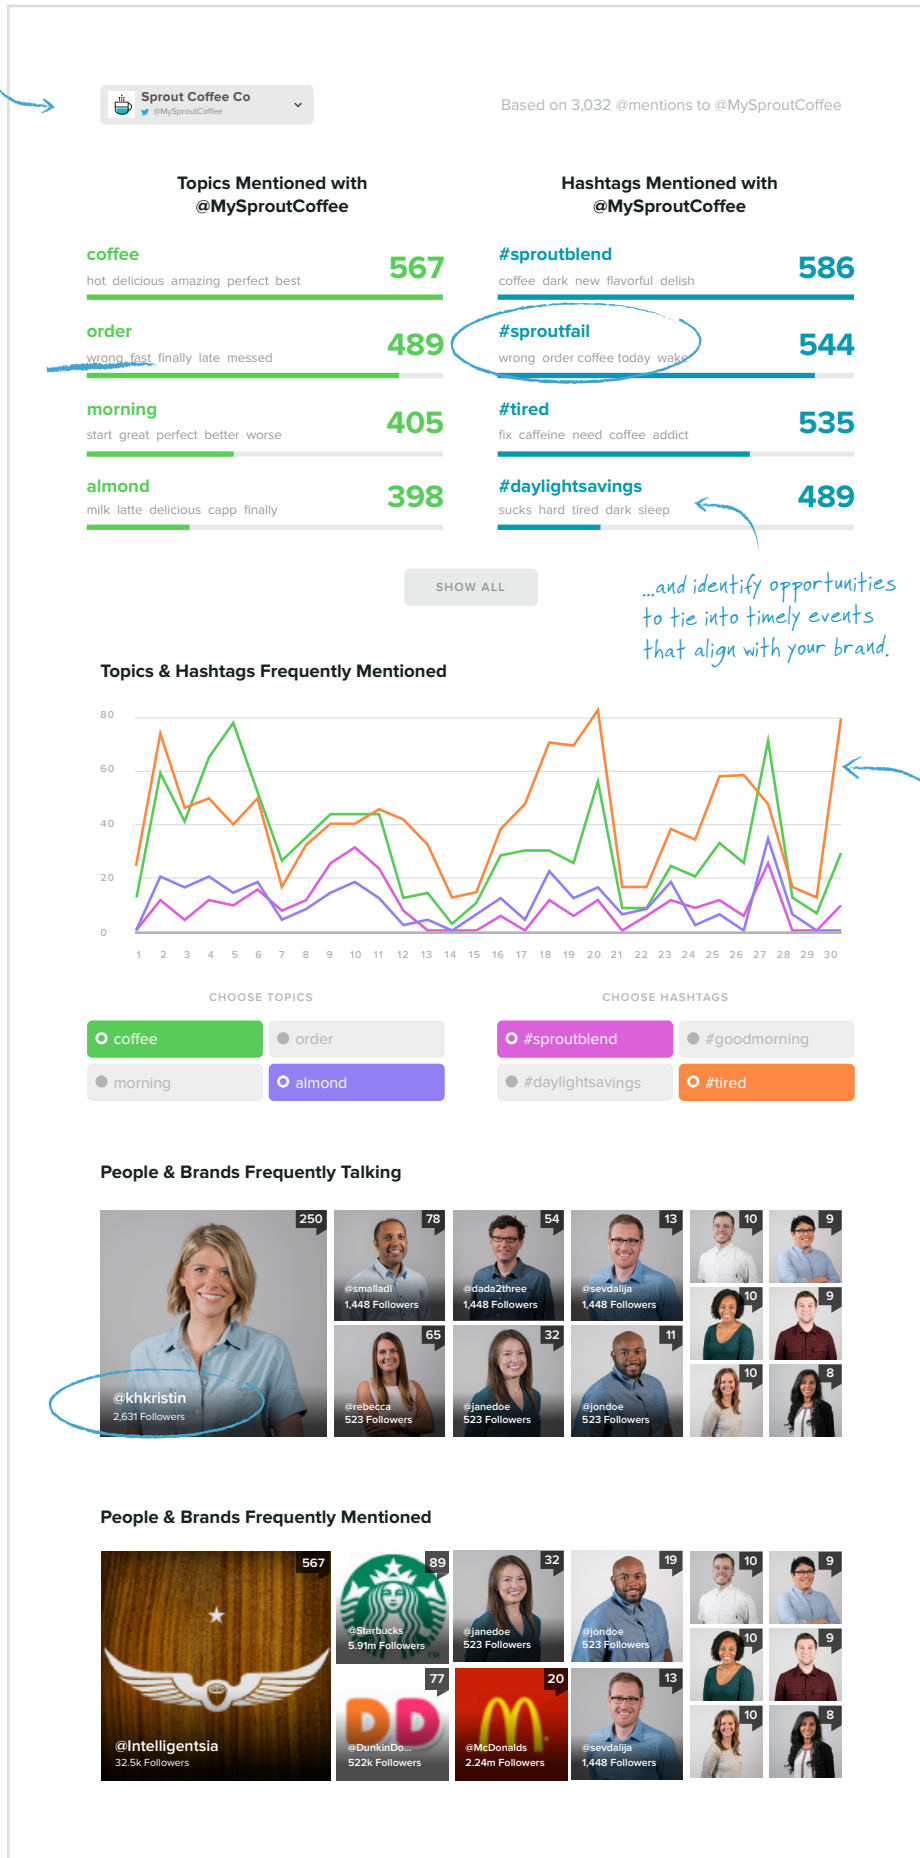 Sprout Coffee Co
@MySproutCoffee
Based on 3,032 @mentions to @MySproutCoffee
Topics Mentioned with
@MySproutCoffee
coffee
hot delicious amazing perfect best
567
order
wrong fast finally late messed
489
morning
start great perfect better worse
405
almond
milk latte delicious capp finally
398
Hashtags Mentioned with
@MySproutCoffee
#sproutblend
coffee dark new flavorful delish
586
#sproutfail
wrong order coffee today wake
544
#tired
fix caffeine need coffee addict
535
#daylightsavings
sucks hard tired dark sleep
489
SHOW ALL
...and identify opportunities
to tie into timely events
that align with your brand.
Topics & Hashtags Frequently Mentioned
80
60
40
20
0
1 2 3 4 5 6 7 8 9 10 11 12 13 14 15 16 17 18 19 20 21 22 23 24 25 26 27 28 29 30
CHOOSE TOPICS
coffee
order
morning
almond
CHOOSE HASHTAGS
#sproutblend
#goodmorning
#daylightsavings
#tired
People & Brands Frequently Talking
250
@khkristin
2,631 Followers
78
@smalladi
1,448 Followers
54
@dada2three
1,448 Followers
13
@sevdalija
1,448 Followers
10
9
65
@rebecca
523 Followers
32
@janedoe
523 Followers
11
@jondoe
523 Followers
10
9
10
8
People & Brands Frequently Mentioned
567
@Intelligentsia
32.5k Followers
89
@Starbucks
5.91m Followers
TM
32
@janedoe
523 Followers
19
@jondoe
523 Followers
10
9
77
DD
@DunkinDo...
522k Followers
20
@McDonalds
2.24m Followers
13
@sevdalija
1,448 Followers
10
9
10
8